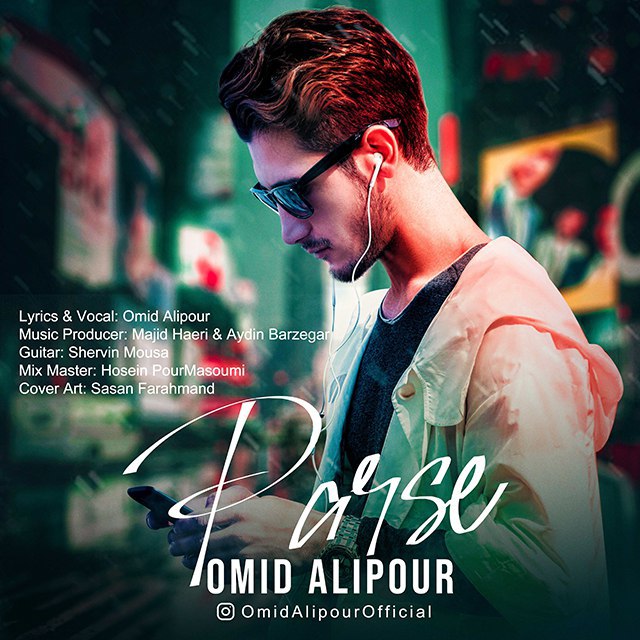 Lyrics & Vocal: Omid Alipour
Music Producer: Majid Haeri & Aydin Barzegar
Guitar: Shervin Mousa
Mix Master: Hosein PourMasoumi
Cover Art: Sasan Farahmand
Parse
OMID ALIPOUR
OmidAlipourOfficial